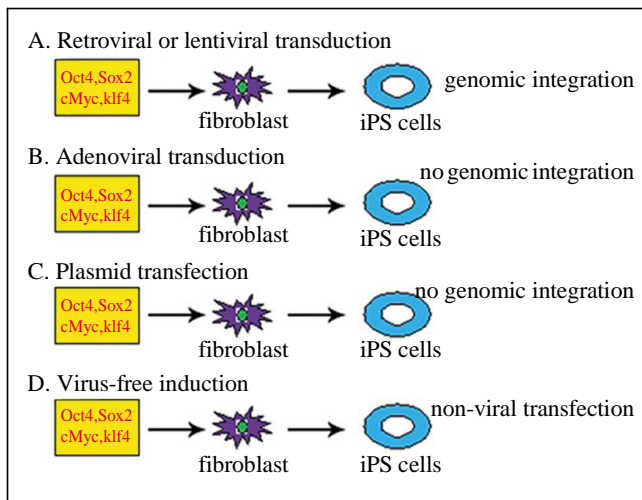 A. Retroviral or lentiviral transduction
Oct4,Sox2
cMyc,klf4
genomic integration
fibroblast
iPS cells
B. Adenoviral transduction
no genomic integration
Oct4,Sox2
cMyc,klf4
fibroblast
iPS cells
C. Plasmid transfection
no genomic integration
Oct4,Sox2
cMyc,klf4
fibroblast
iPS cells
D. Virus-free induction
Oct4,Sox2
cMyc,klf4
non-viral transfection
fibroblast
iPS cells